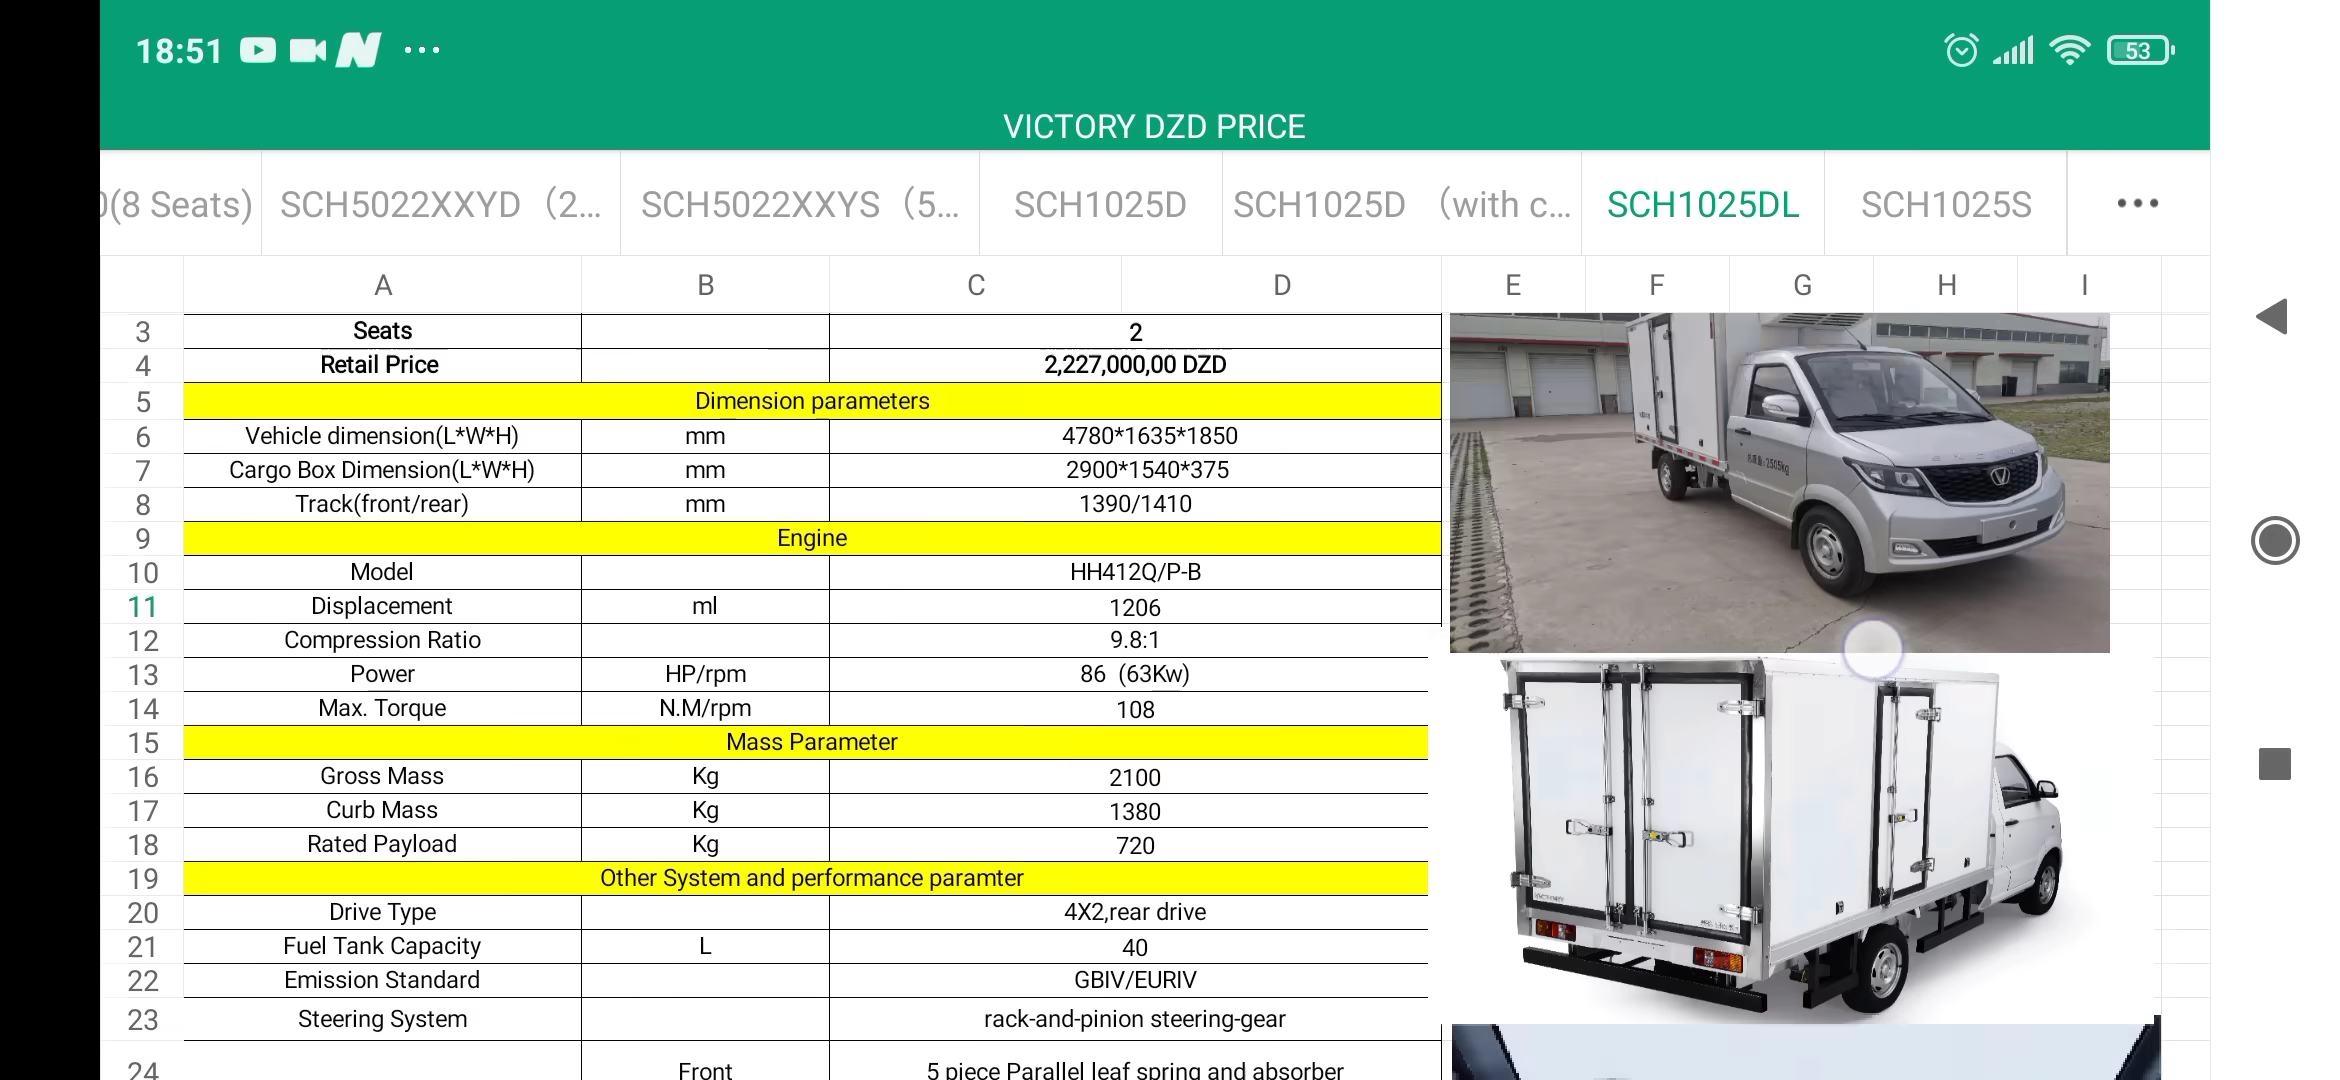 18:51
53
VICTORY DZD PRICE
0(8 Seats) SCH5022XXYD（2... SCH5022XXYS（5... SCH1025D SCH1025D （with c... SCH1025DL SCH1025S
A B C D E F G H I
3 Seats 2
4 Retail Price 2,227,000,00 DZD
5 Dimension parameters
6 Vehicle dimension(L*W*H) mm 4780*1635*1850
7 Cargo Box Dimension(L*W*H) mm 2900*1540*375
8 Track(front/rear) mm 1390/1410
9 Engine
10 Model HH412Q/P-B
11 Displacement ml 1206
12 Compression Ratio 9.8:1
13 Power HP/rpm 86 (63Kw)
14 Max. Torque N.M/rpm 108
15 Mass Parameter
16 Gross Mass Kg 2100
17 Curb Mass Kg 1380
18 Rated Payload Kg 720
19 Other System and performance paramter
20 Drive Type 4X2,rear drive
21 Fuel Tank Capacity L 40
22 Emission Standard GBIV/EURIV
23 Steering System rack-and-pinion steering-gear
24 Front 5 piece Parallel leaf spring and absorber
2505Kg